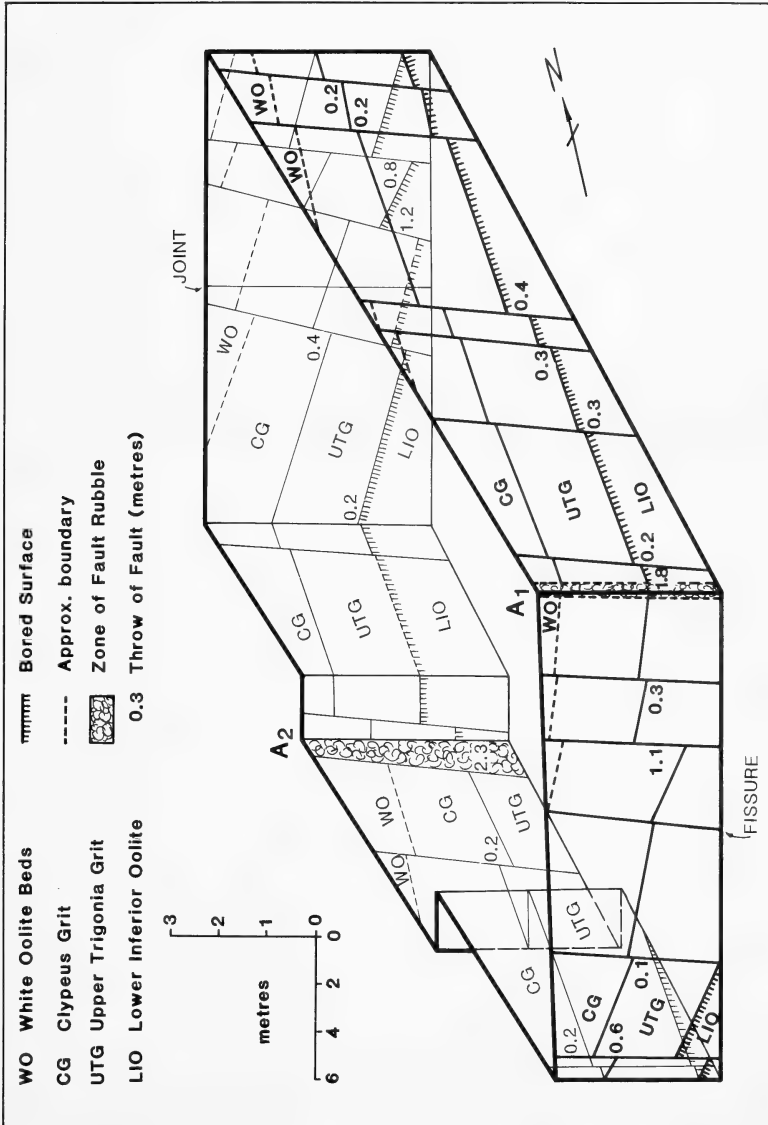 WO White Oolite Beds
CG Clypeus Grit
UTG Upper Trigonia Grit
LIO Lower Inferior Oolite
Bored Surface
Approx. boundary
Zone of Fault Rubble
0.3 Throw of Fault (metres)
3
2
1
0
metres
6 4 2 0
N
JOINT
WO
CG
UTG
LIO
0.4
0.2
0.8
1.2
WO
WO
0.2
0.2
CG
UTG
LIO
A2
2.3
WO
WO
CG
UTG
0.2
CG
UTG
0.2
A1
WO
1.8
0.2
CG
UTG
LIO
0.3
0.3
0.4
0.3
1.1
FISSURE
CG
0.6
0.1
UTG
LIO